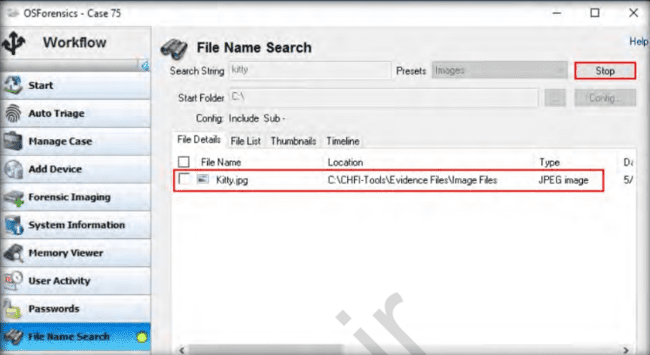 OSForensics - Case 75
Workflow
File Name Search
Help
Search String kitty Presets Images Stop
Start Folder C:\ ... Config...
Config: Include Sub -
File Details File List Thumbnails Timeline
File Name Location Type Da
Kitty.jpg C:\CHFI-Tools\Evidence Files\Image Files JPEG image 5/
Start
Auto Triage
Manage Case
Add Device
Forensic Imaging
System Information
Memory Viewer
User Activity
Passwords
File Name Search
ir